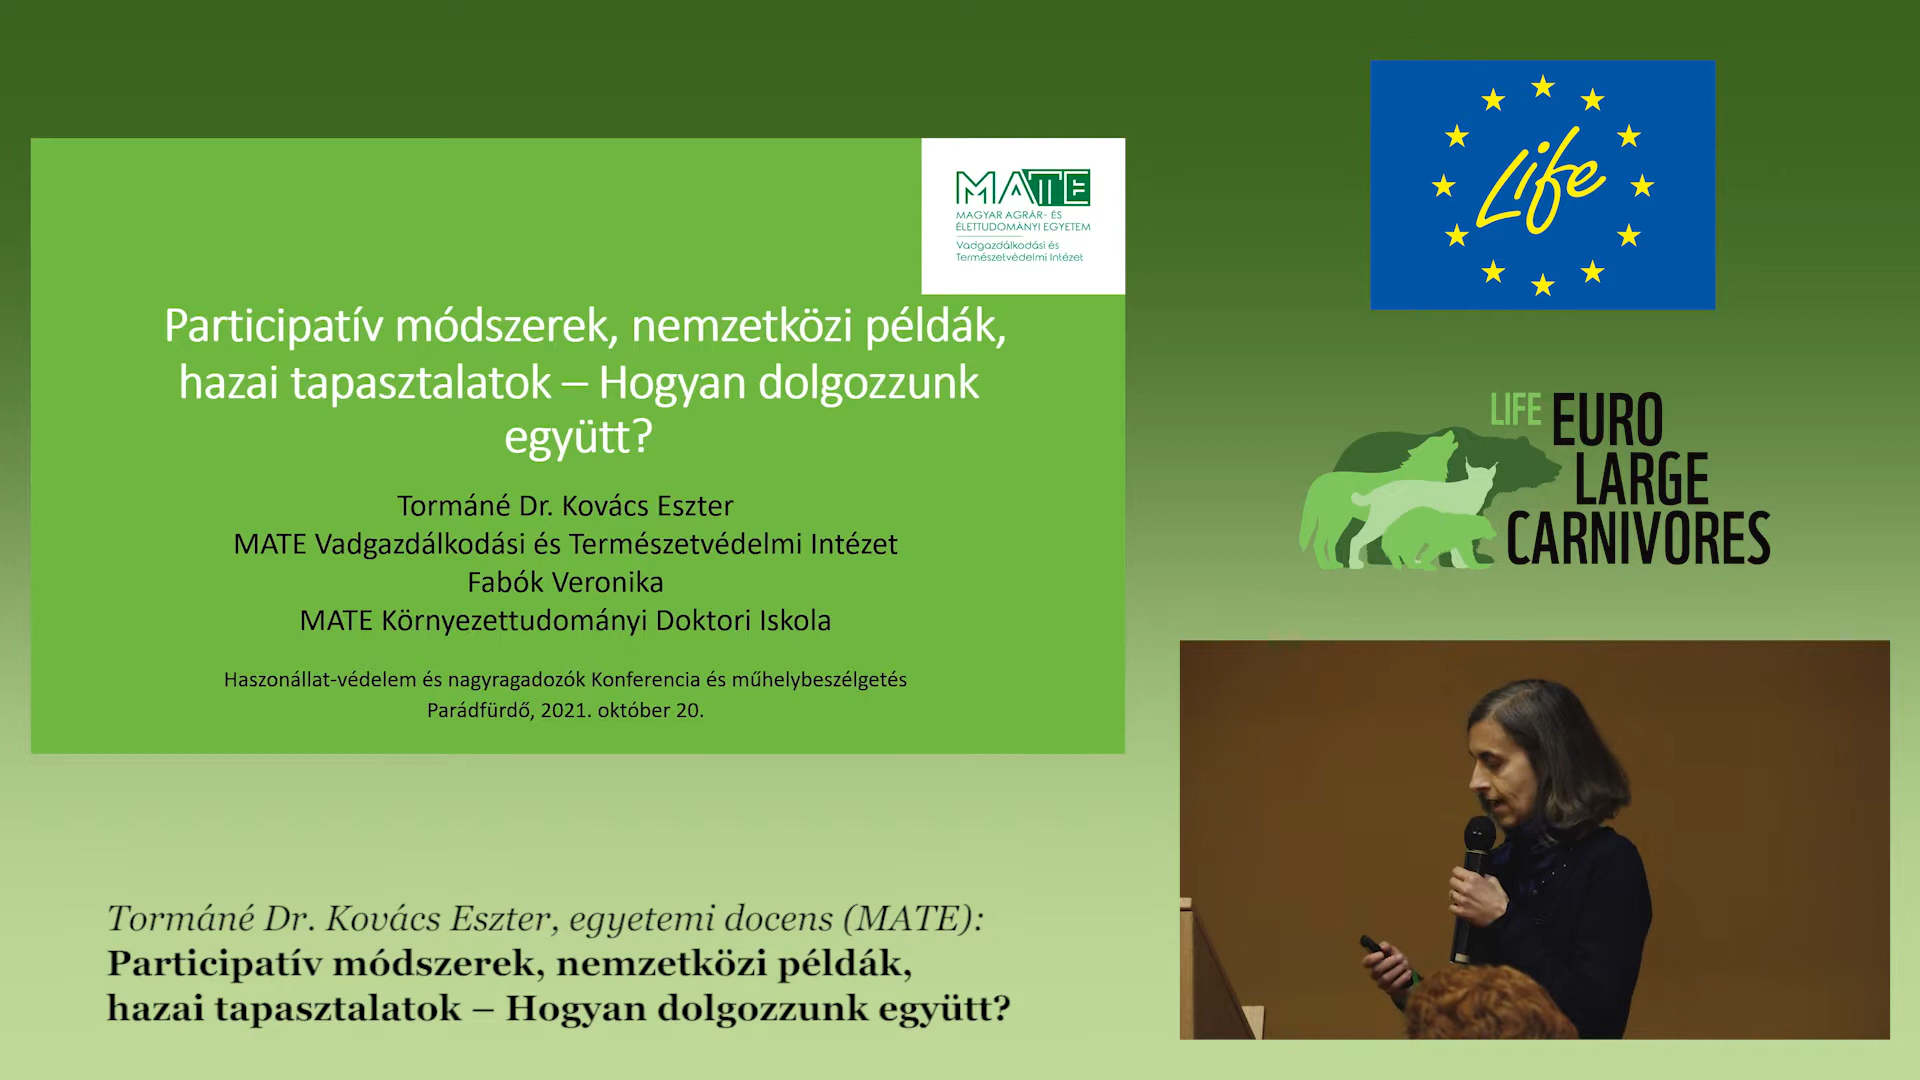 MATE
MAGYAR AGRÁR- ÉS
ÉLETTUDOMÁNYI EGYETEM
Vadgazdálkodási és
Természetvédelmi Intézet
Participatív módszerek, nemzetközi példák,
hazai tapasztalatok – Hogyan dolgozzunk
együtt?
Tormáné Dr. Kovács Eszter
MATE Vadgazdálkodási és Természetvédelmi Intézet
Fabók Veronika
MATE Környezettudományi Doktori Iskola
Haszonállat-védelem és nagyragadozók Konferencia és műhelybeszélgetés
Parádfürdő, 2021. október 20.
Life
LIFE EURO
LARGE
CARNIVORES
Tormáné Dr. Kovács Eszter, egyetemi docens (MATE):
Participatív módszerek, nemzetközi példák,
hazai tapasztalatok – Hogyan dolgozzunk együtt?